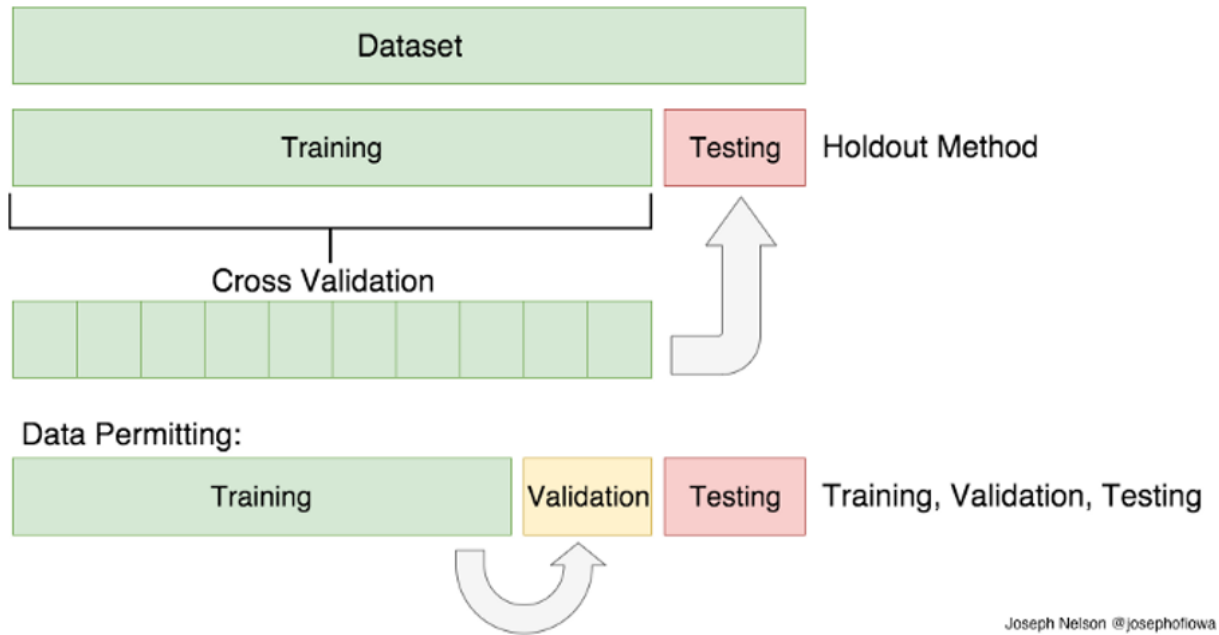 Dataset
Training
Testing
Holdout Method
Cross Validation
Data Permitting:
Training
Validation
Testing
Training, Validation, Testing
Joseph Nelson @josephofiowa